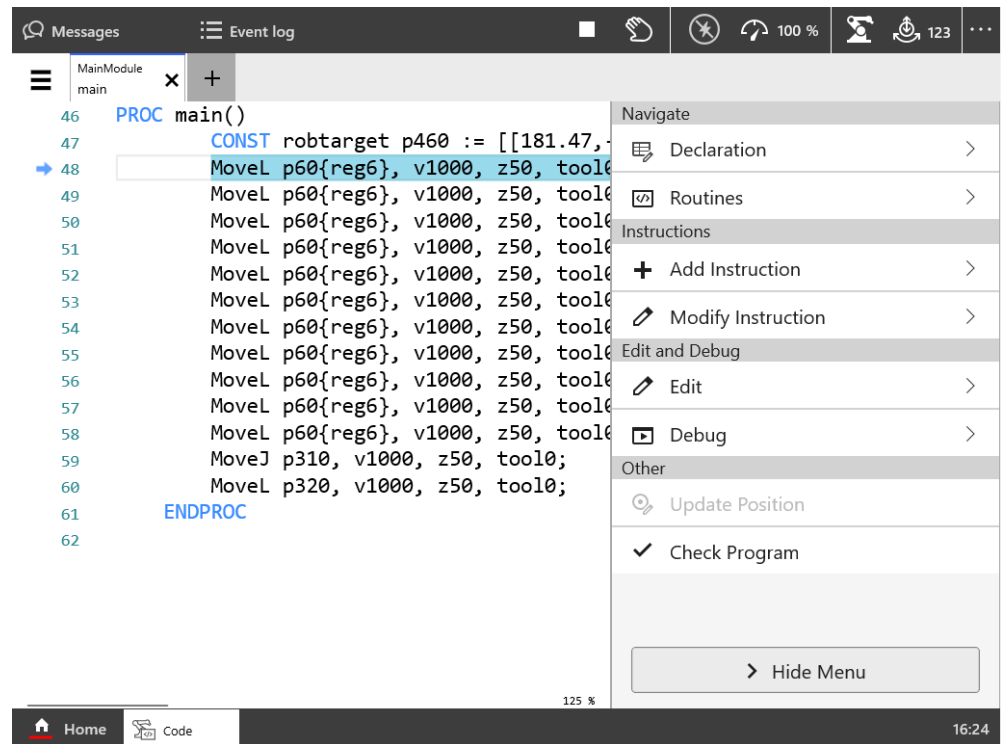 Messages Event log 100 % 123 ...
MainModule
main
46 PROC main()
47 CONST robtarget p460 := [[181.47,-
48 MoveL p60{reg6}, v1000, z50, tool0
49 MoveL p60{reg6}, v1000, z50, tool0
50 MoveL p60{reg6}, v1000, z50, tool0
51 MoveL p60{reg6}, v1000, z50, tool0
52 MoveL p60{reg6}, v1000, z50, tool0
53 MoveL p60{reg6}, v1000, z50, tool0
54 MoveL p60{reg6}, v1000, z50, tool0
55 MoveL p60{reg6}, v1000, z50, tool0
56 MoveL p60{reg6}, v1000, z50, tool0
57 MoveL p60{reg6}, v1000, z50, tool0
58 MoveL p60{reg6}, v1000, z50, tool0
59 MoveJ p310, v1000, z50, tool0;
60 MoveL p320, v1000, z50, tool0;
61 ENDPROC
62
125 %
Navigate
Declaration
Routines
Instructions
Add Instruction
Modify Instruction
Edit and Debug
Edit
Debug
Other
Update Position
Check Program
Hide Menu
Home Code 16:24